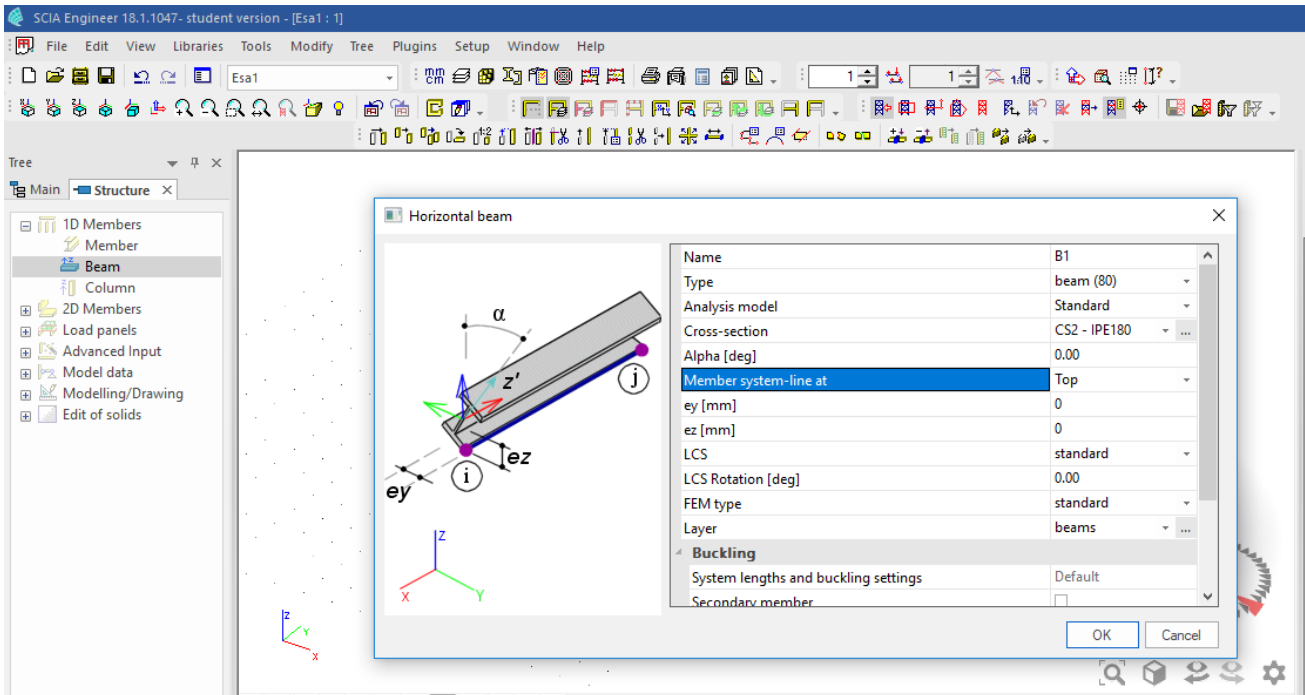 SCIA Engineer 18.1.1047- student version - [Esa1 : 1]
File Edit View Libraries Tools Modify Tree Plugins Setup Window Help
Esa1 1 1
Tree
Main Structure
1D Members
Member
Beam
Column
2D Members
Load panels
Advanced Input
Model data
Modelling/Drawing
Edit of solids
Horizontal beam
α
z'
j
i
ez
ey
Z
X
Y
Name B1
Type beam (80)
Analysis model Standard
Cross-section CS2 - IPE180 ...
Alpha [deg] 0.00
Member system-line at Top
ey [mm] 0
ez [mm] 0
LCS standard
LCS Rotation [deg] 0.00
FEM type standard
Layer beams ...
Buckling
System lengths and buckling settings Default
Secondary member
OK Cancel
Z
Y
X